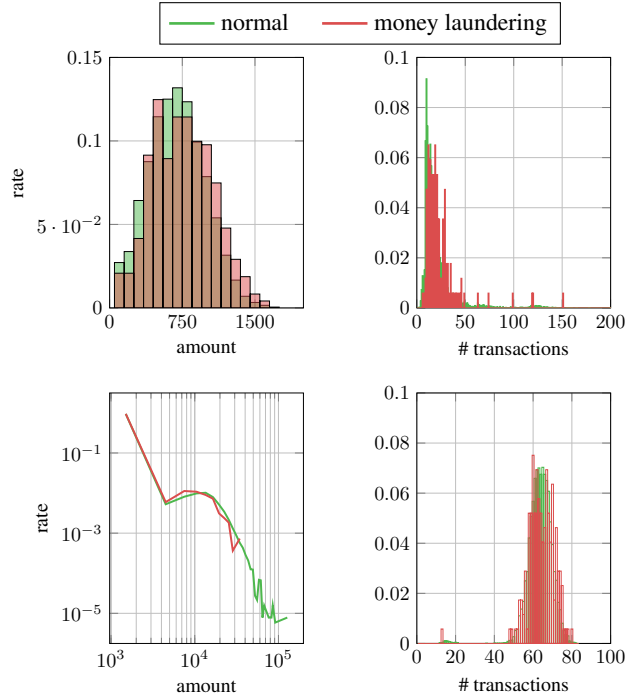 normal money laundering
0.15
0.1
5 · 10⁻²
0
0 750 1500
rate
amount
0.1
0.08
0.06
0.04
0.02
0
0 50 100 150 200
# transactions
10⁻¹
10⁻³
10⁻⁵
10³ 10⁴ 10⁵
rate
amount
0.1
0.08
0.06
0.04
0.02
0
0 20 40 60 80 100
# transactions